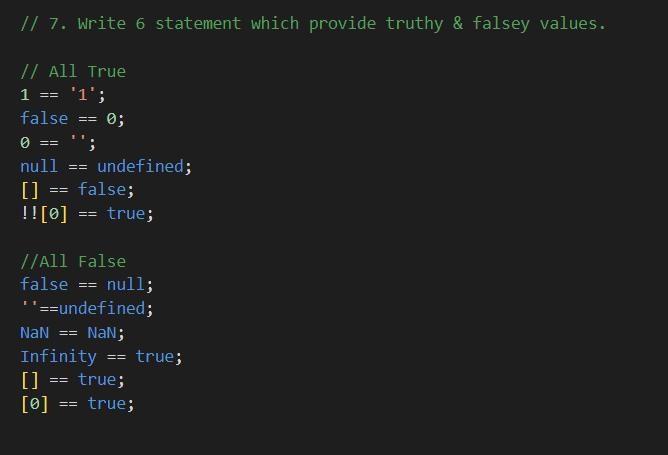 // 7. Write 6 statement which provide truthy & falsey values.
// All True
1 == '1';
false == 0;
0 == '';
null == undefined;
[] == false;
!![0] == true;
//All False
false == null;
''==undefined;
NaN == NaN;
Infinity == true;
[] == true;
[0] == true;